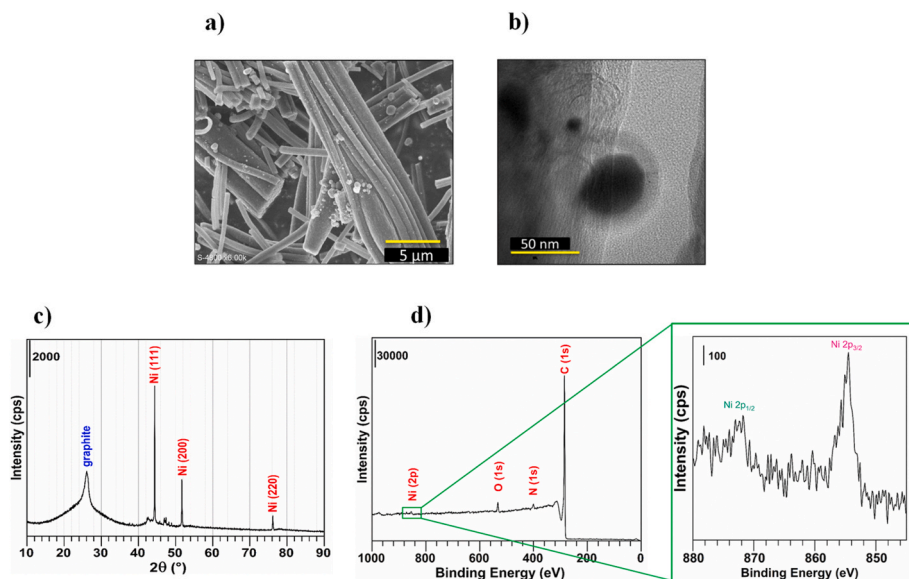 a)
b)
S-4800 5.00k
5 μm
50 nm
c)
d)
2000
Intensity (cps)
graphite
Ni (111)
Ni (200)
Ni (220)
10 20 30 40 50 60 70 80 90
2θ (°)
30000
Intensity (cps)
Ni (2p)
O (1s)
N (1s)
C (1s)
1000 800 600 400 200 0
Binding Energy (eV)
100
Intensity (cps)
Ni 2p1/2
Ni 2p3/2
880 870 860 850
Binding Energy (eV)